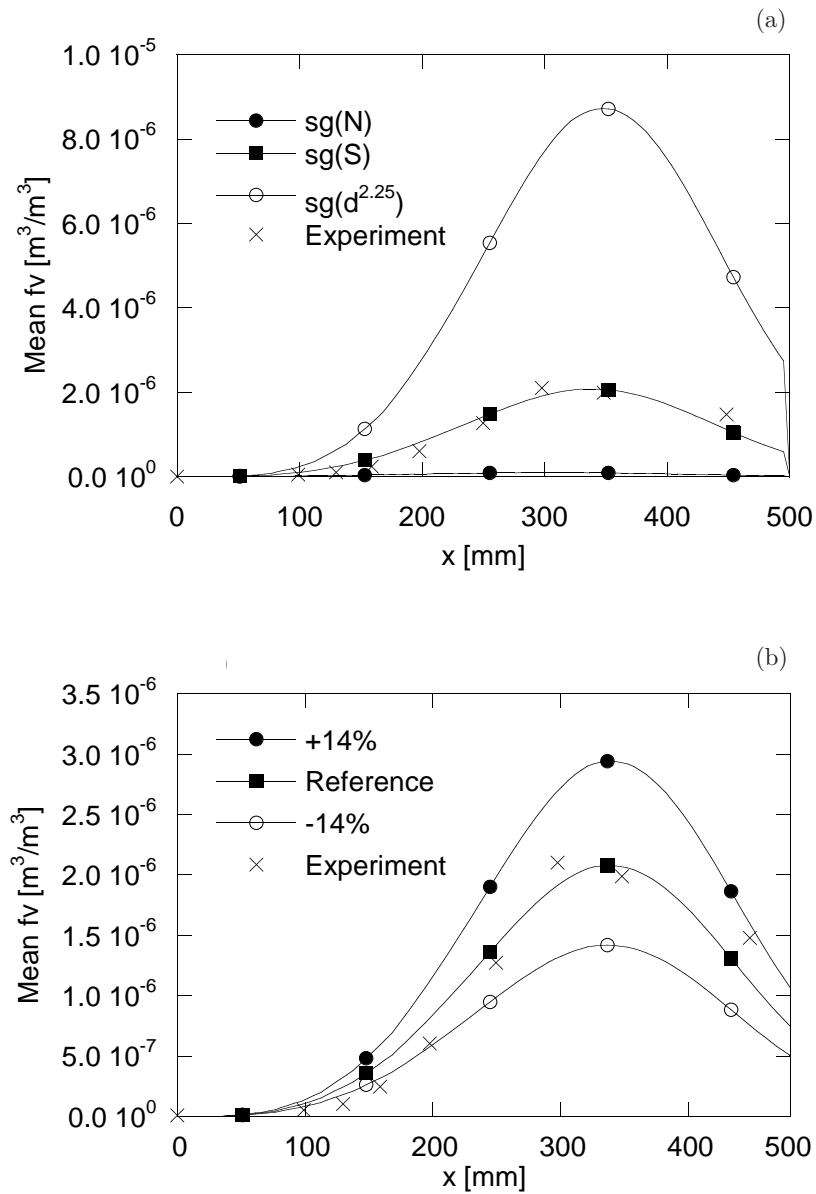 (a)
1.0 10⁻⁵
8.0 10⁻⁶
6.0 10⁻⁶
4.0 10⁻⁶
2.0 10⁻⁶
0.0 10⁰
Mean fv [m³/m³]
sg(N)
sg(S)
sg(d²·²⁵)
Experiment
0 100 200 300 400 500
x [mm]
(b)
3.5 10⁻⁶
3.0 10⁻⁶
2.5 10⁻⁶
2.0 10⁻⁶
1.5 10⁻⁶
1.0 10⁻⁶
5.0 10⁻⁷
0.0 10⁰
Mean fv [m³/m³]
+14%
Reference
-14%
Experiment
0 100 200 300 400 500
x [mm]